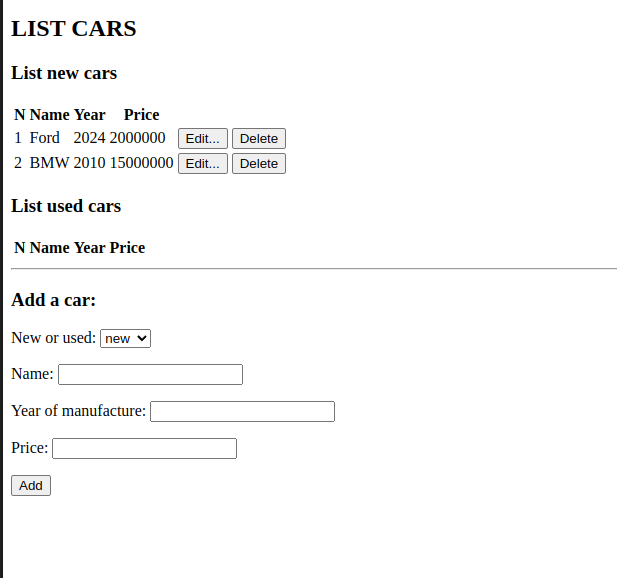 LIST CARS
List new cars
N Name Year Price
1 Ford 2024 2000000 Edit... Delete
2 BMW 2010 15000000 Edit... Delete
List used cars
N Name Year Price
Add a car:
New or used: new
Name:
Year of manufacture:
Price:
Add